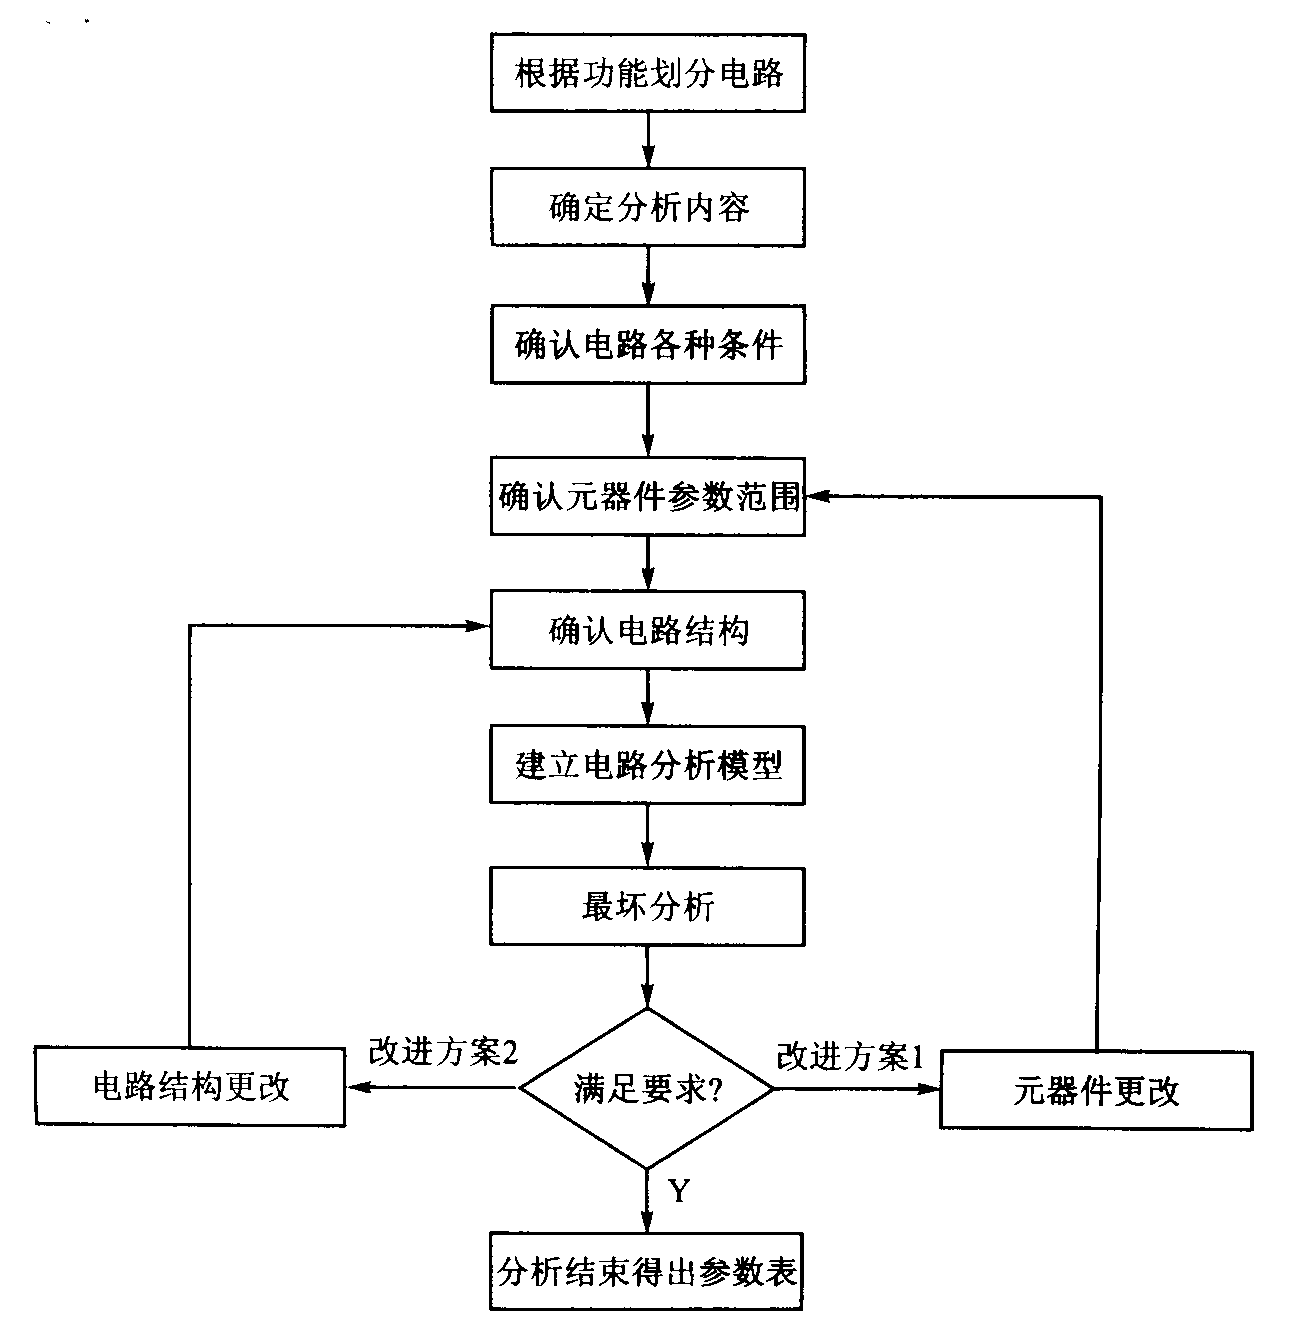 根据功能划分电路
确定分析内容
确认电路各种条件
确认元器件参数范围
确认电路结构
建立电路分析模型
最坏分析
改进方案2
改进方案1
电路结构更改
满足要求?
元器件更改
Y
分析结束得出参数表